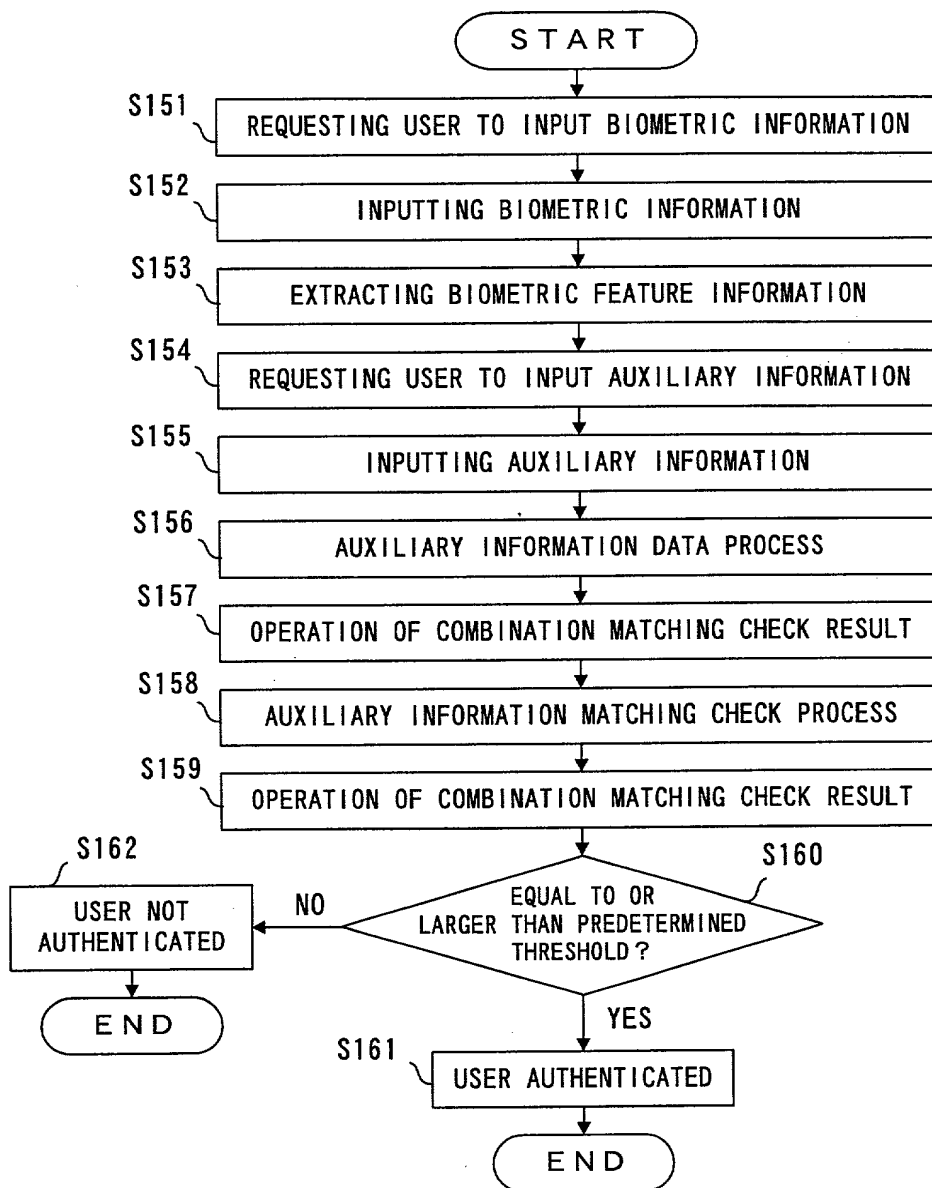 START
S151
REQUESTING USER TO INPUT BIOMETRIC INFORMATION
S152
INPUTTING BIOMETRIC INFORMATION
S153
EXTRACTING BIOMETRIC FEATURE INFORMATION
S154
REQUESTING USER TO INPUT AUXILIARY INFORMATION
S155
INPUTTING AUXILIARY INFORMATION
S156
AUXILIARY INFORMATION DATA PROCESS
S157
OPERATION OF COMBINATION MATCHING CHECK RESULT
S158
AUXILIARY INFORMATION MATCHING CHECK PROCESS
S159
OPERATION OF COMBINATION MATCHING CHECK RESULT
S160
EQUAL TO OR
LARGER THAN PREDETERMINED
THRESHOLD?
NO
S162
USER NOT
AUTHENTICATED
END
YES
S161
USER AUTHENTICATED
END